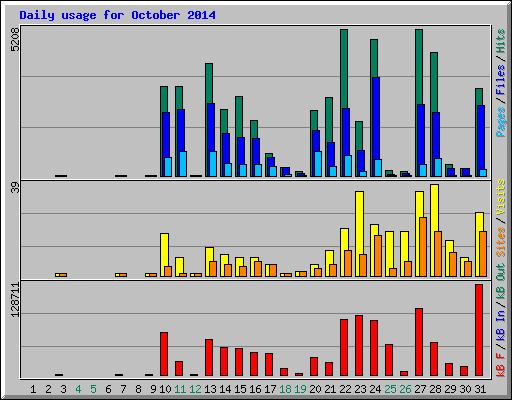 Daily usage for October 2014
5208
Pages / Files / Hits
39
Sites / Visits
128711
kB F / kB In / kB Out
1 2 3 4 5 6 7 8 9 10 11 12 13 14 15 16 17 18 19 20 21 22 23 24 25 26 27 28 29 30 31